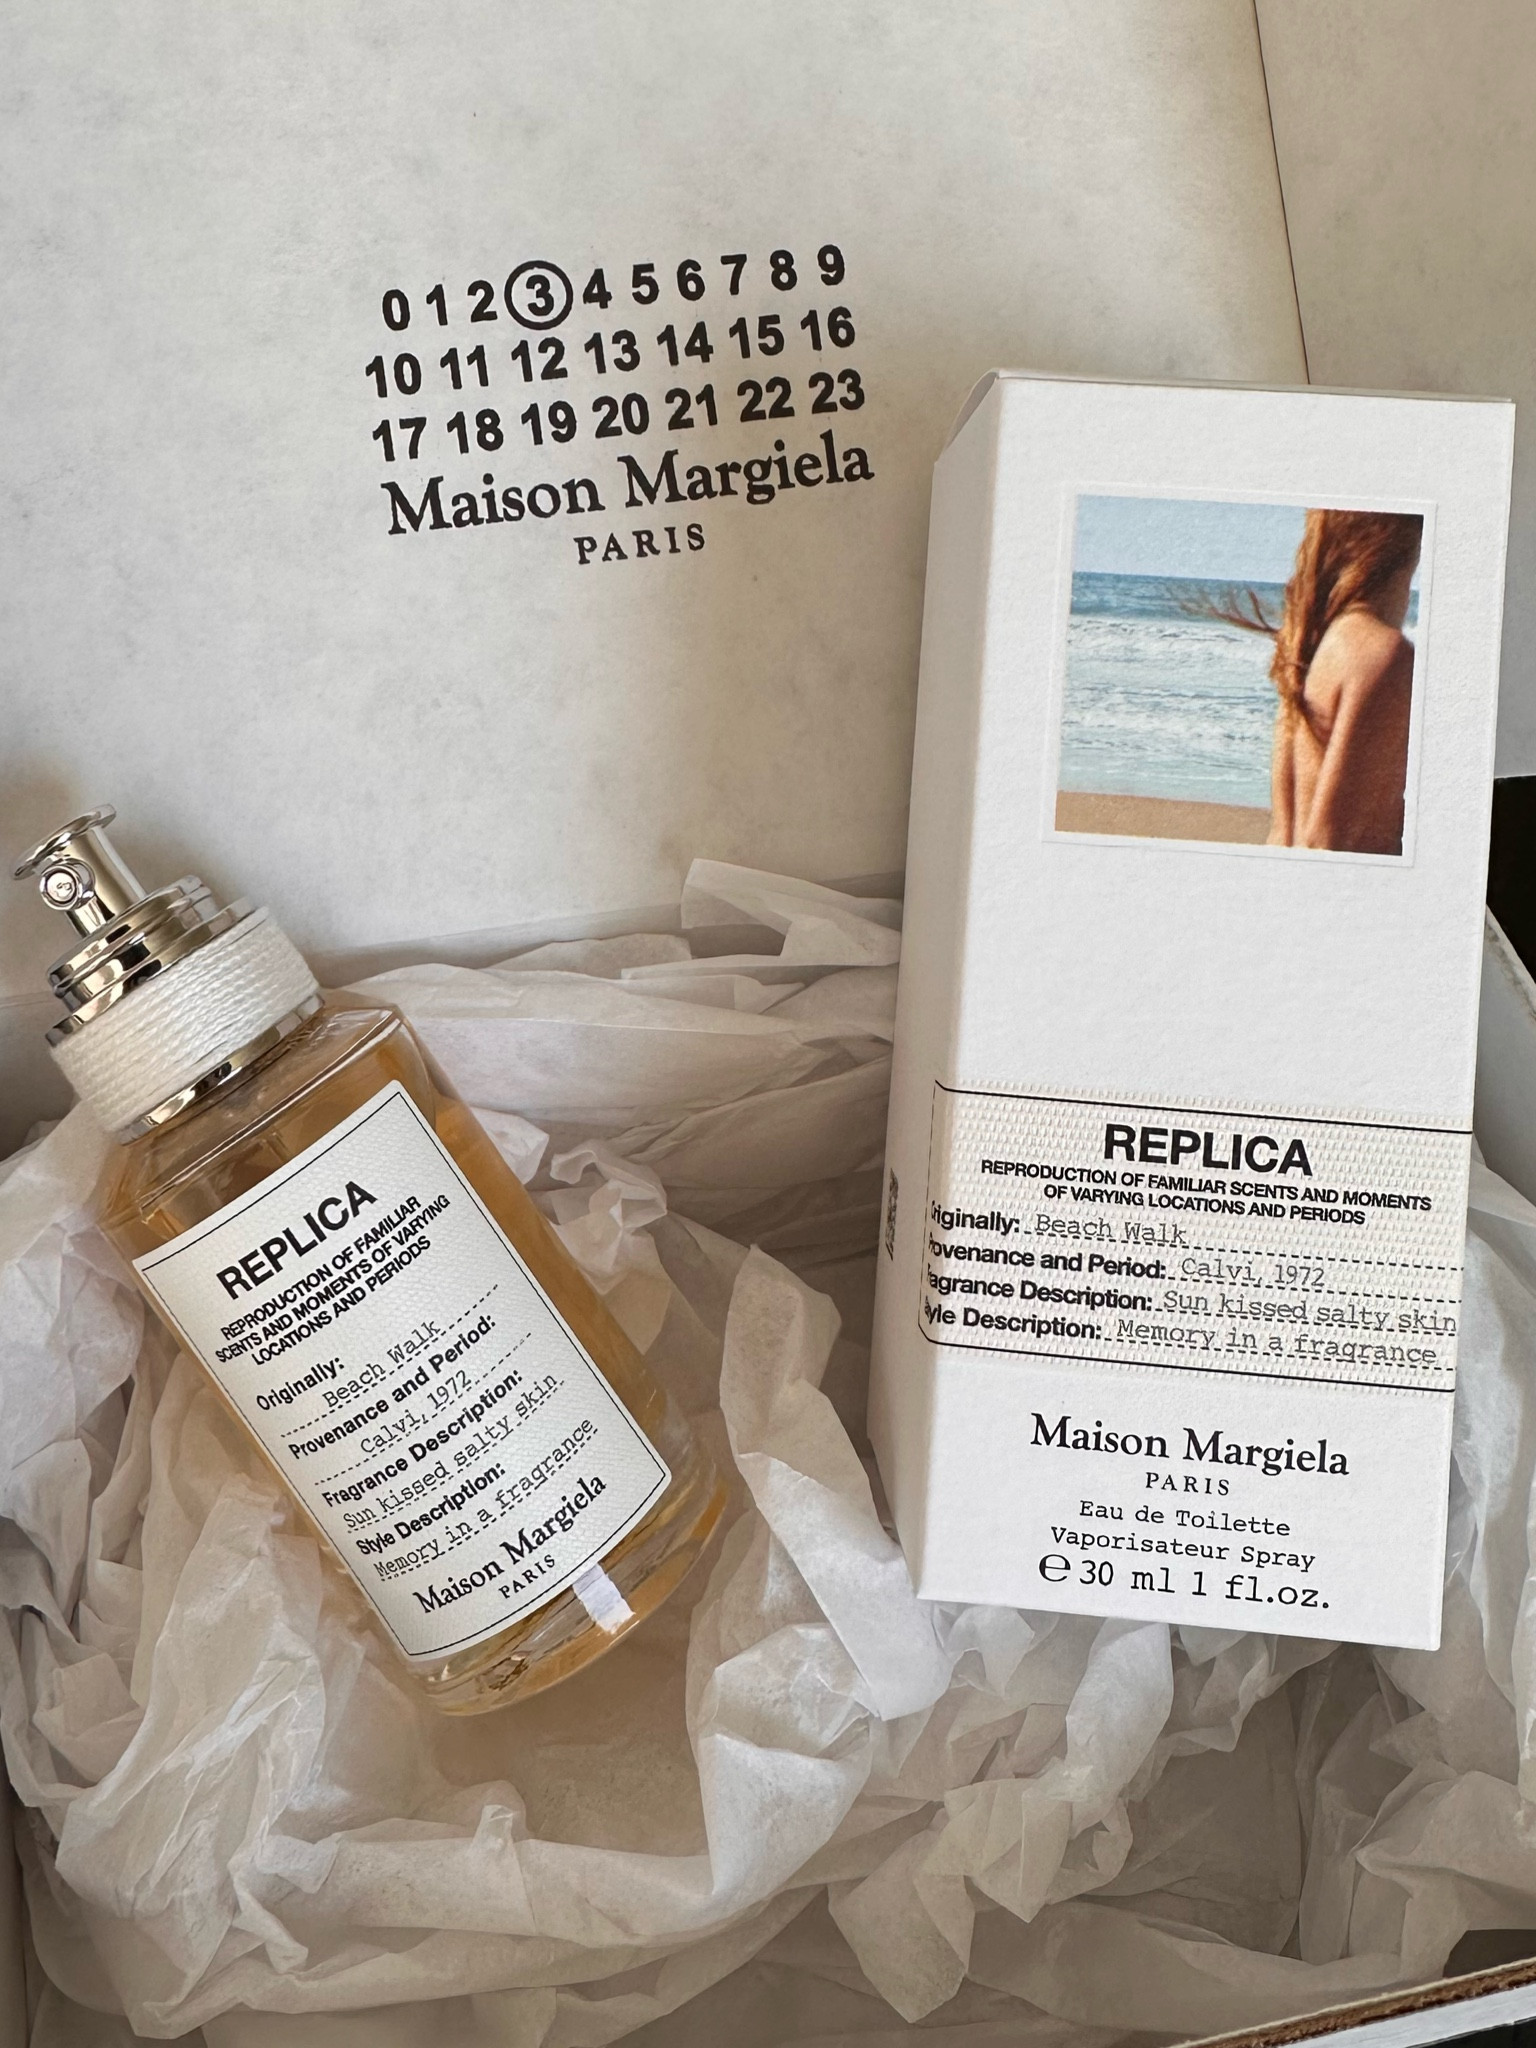 0 1 2 3 4 5 6 7 8 9
10 11 12 13 14 15 16
17 18 19 20 21 22 23
Maison Margiela
PARIS
REPLICA
REPRODUCTION OF FAMILIAR
SCENTS AND MOMENTS OF VARYING
LOCATIONS AND PERIODS
Originally:
Beach Walk
Provenance and Period:
Calvi, 1972
Fragrance Description:
Sun kissed salty skin
Style Description:
Memory in a fragrance
Maison Margiela
PARIS
REPLICA
REPRODUCTION OF FAMILIAR SCENTS AND MOMENTS
OF VARYING LOCATIONS AND PERIODS
Originally: Beach Walk
Provenance and Period: Calvi, 1972
Fragrance Description: Sun kissed salty skin
Style Description: Memory in a fragrance
Maison Margiela
PARIS
Eau de Toilette
Vaporisateur Spray
℮ 30 ml 1 fl.oz.